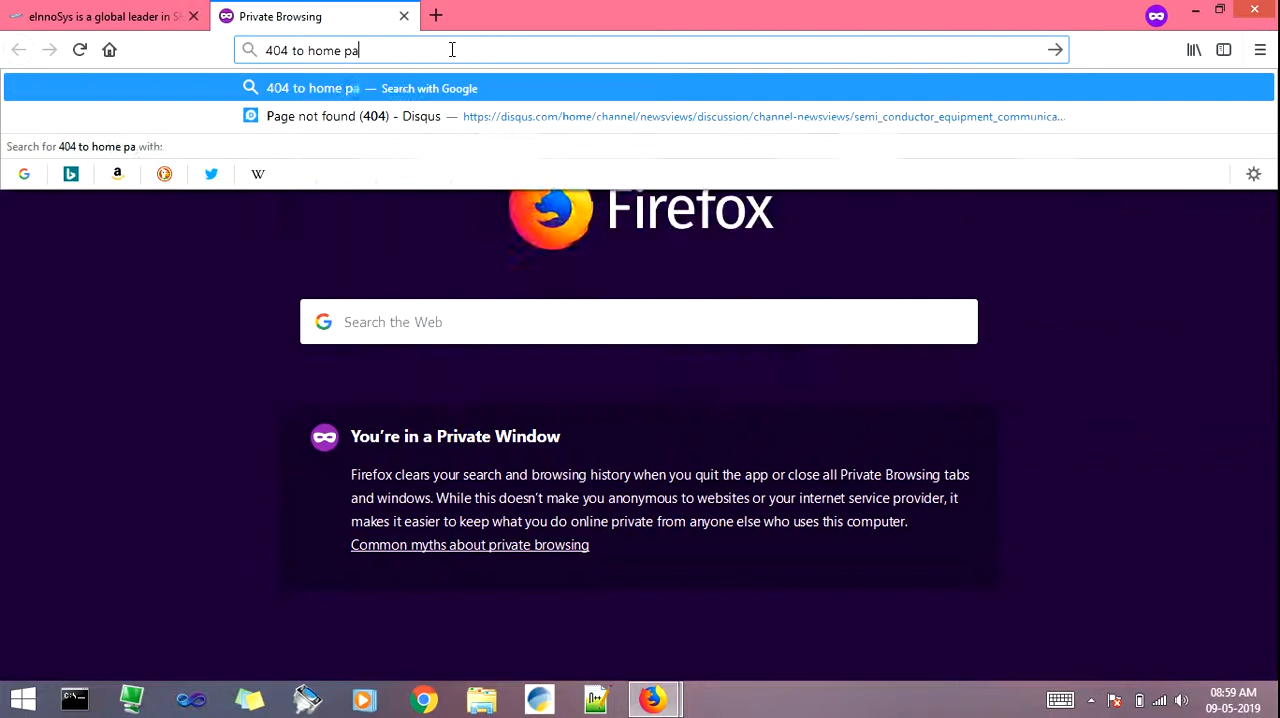 eInnoSys is a global leader in S
Private Browsing
404 to home pa
404 to home pa — Search with Google
Page not found (404) - Disqus — https://disqus.com/home/channel/newsviews/discussion/channel-newsviews/semi_conductor_equipment_communica...
Search for 404 to home pa with:
Firefox
Search the Web
You're in a Private Window
Firefox clears your search and browsing history when you quit the app or close all Private Browsing tabs
and windows. While this doesn't make you anonymous to websites or your internet service provider, it
makes it easier to keep what you do online private from anyone else who uses this computer.
Common myths about private browsing
08:59 AM
09-05-2019